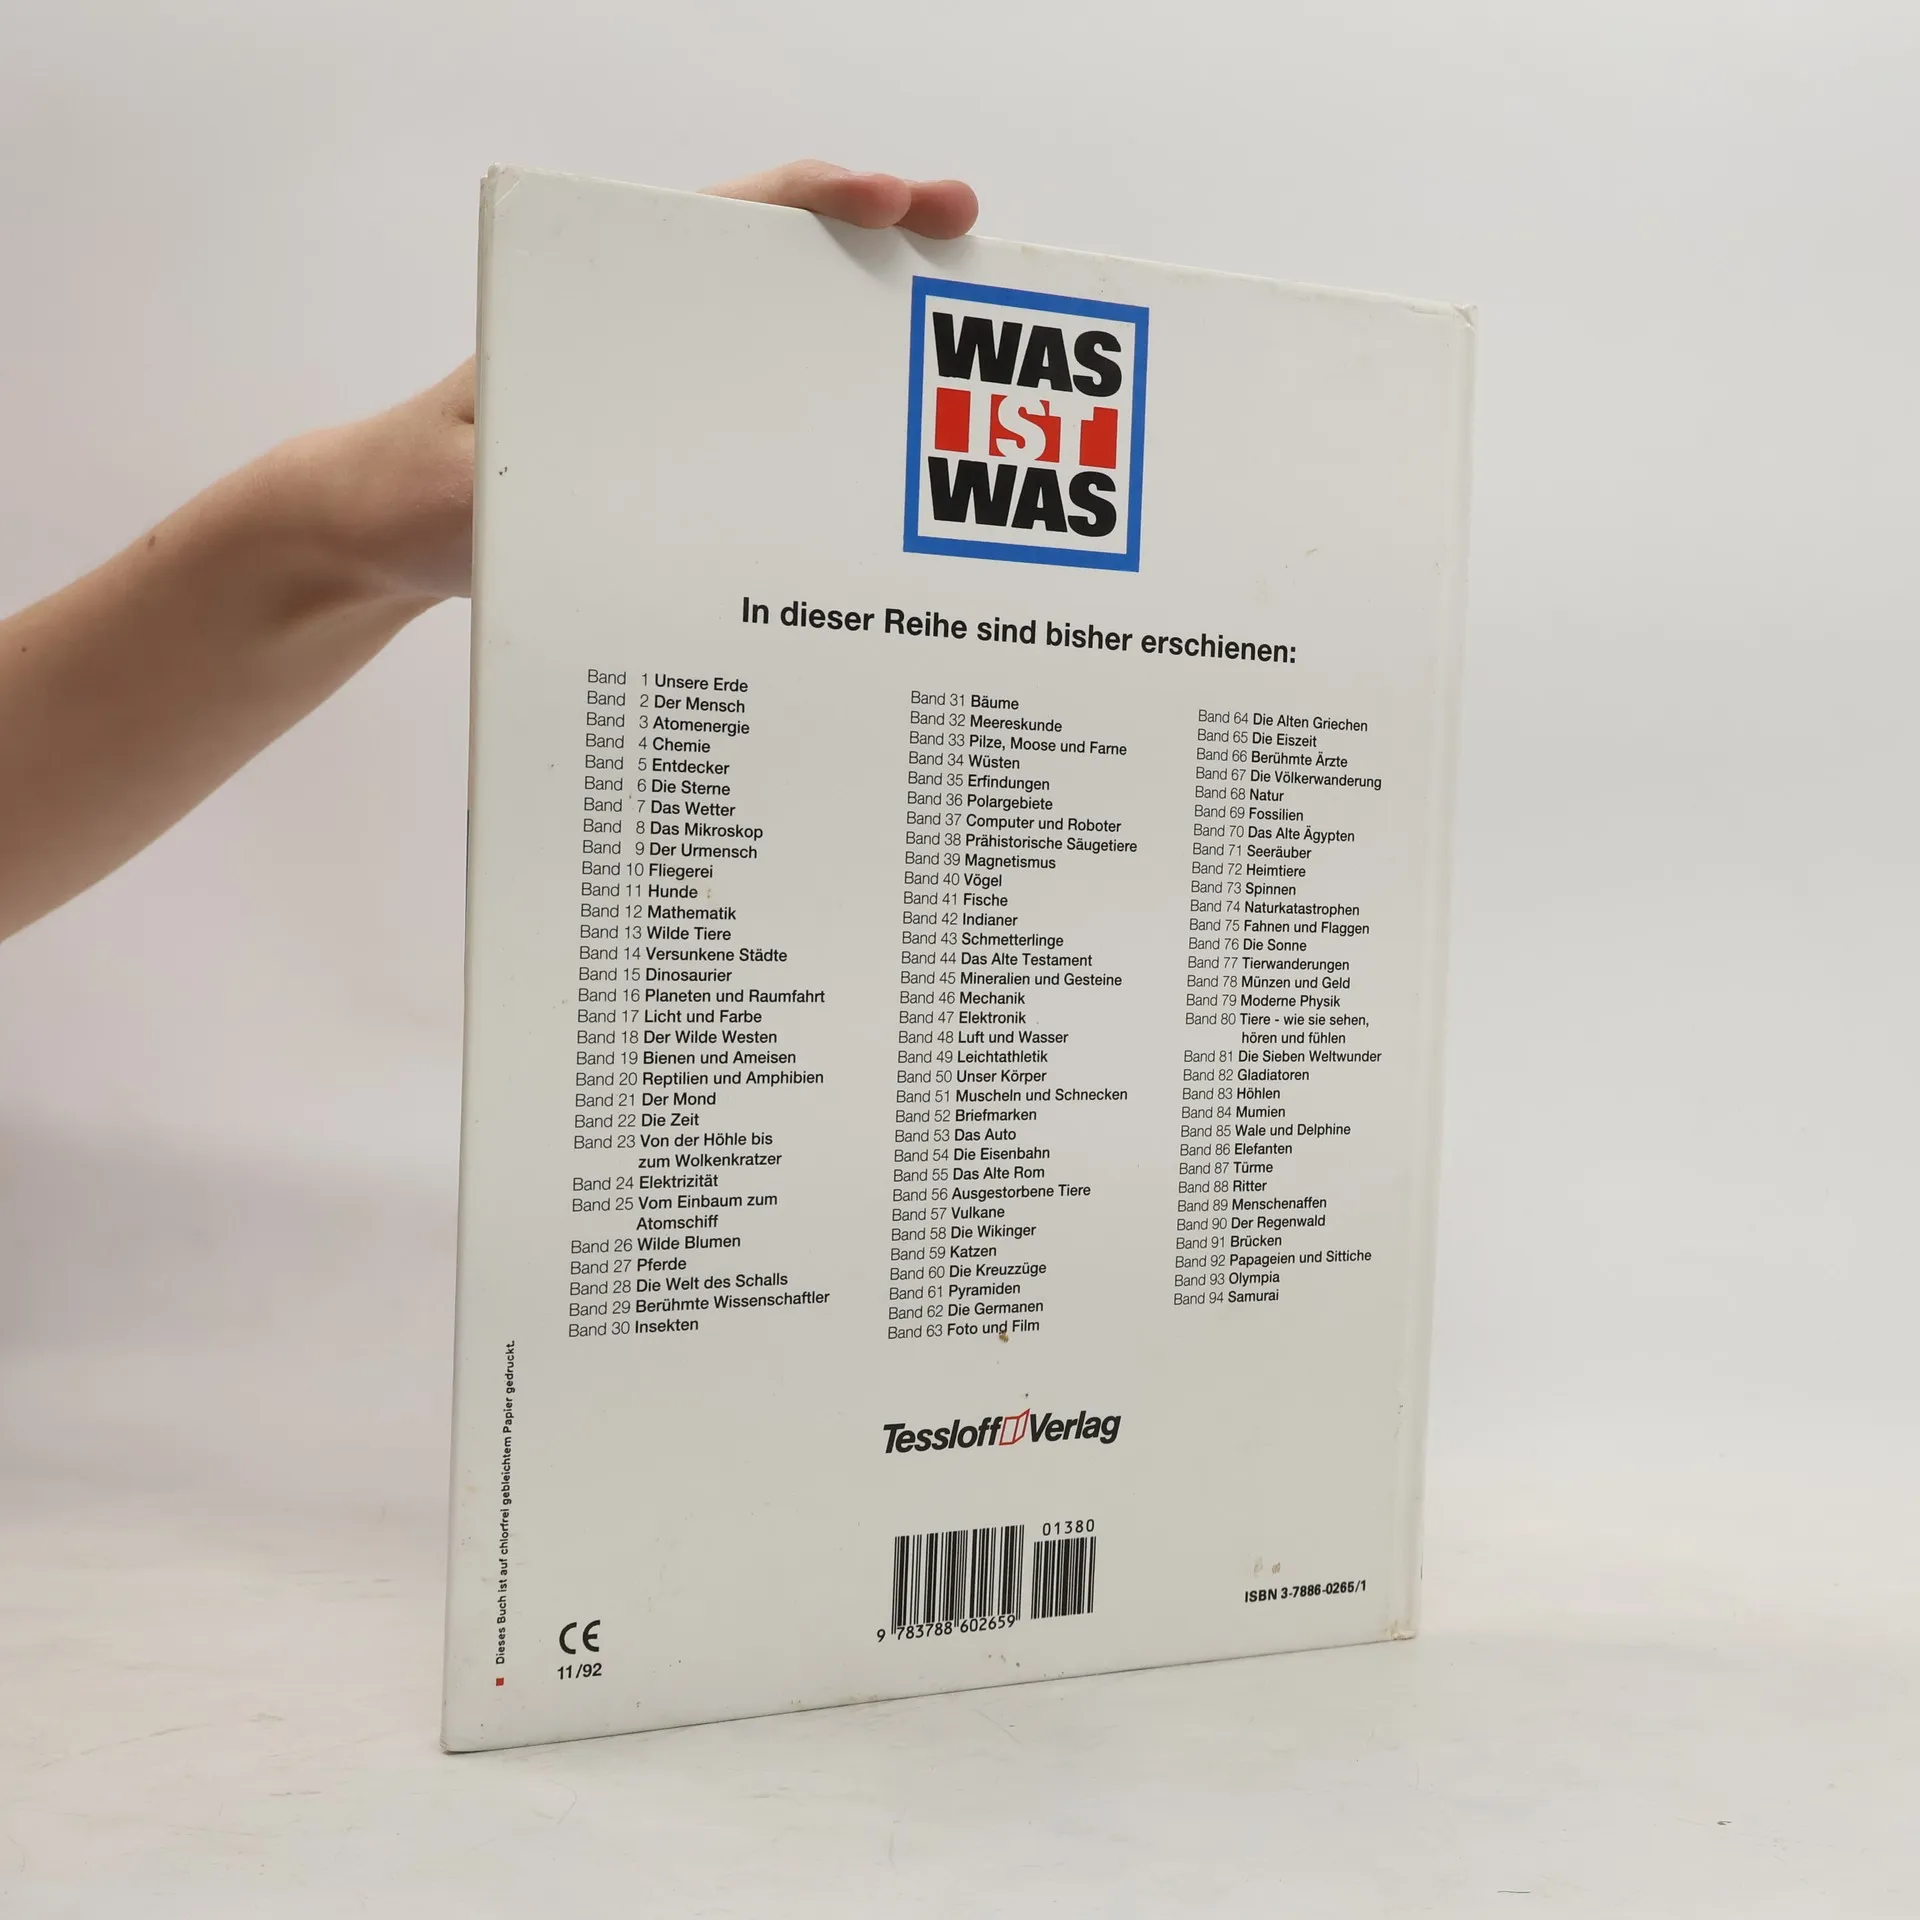 WAS
IST
WAS
In dieser Reihe sind bisher erschienen:
Band 1 Unsere Erde
Band 2 Der Mensch
Band 3 Atomenergie
Band 4 Chemie
Band 5 Entdecker
Band 6 Die Sterne
Band 7 Das Wetter
Band 8 Das Mikroskop
Band 9 Der Urmensch
Band 10 Fliegerei
Band 11 Hunde
Band 12 Mathematik
Band 13 Wilde Tiere
Band 14 Versunkene Städte
Band 15 Dinosaurier
Band 16 Planeten und Raumfahrt
Band 17 Licht und Farbe
Band 18 Der Wilde Westen
Band 19 Bienen und Ameisen
Band 20 Reptilien und Amphibien
Band 21 Der Mond
Band 22 Die Zeit
Band 23 Von der Höhle bis
zum Wolkenkratzer
Band 24 Elektrizität
Band 25 Vom Einbaum zum
Atomschiff
Band 26 Wilde Blumen
Band 27 Pferde
Band 28 Die Welt des Schalls
Band 29 Berühmte Wissenschaftler
Band 30 Insekten
Band 31 Bäume
Band 32 Meereskunde
Band 33 Pilze, Moose und Farne
Band 34 Wüsten
Band 35 Erfindungen
Band 36 Polargebiete
Band 37 Computer und Roboter
Band 38 Prähistorische Säugetiere
Band 39 Magnetismus
Band 40 Vögel
Band 41 Fische
Band 42 Indianer
Band 43 Schmetterlinge
Band 44 Das Alte Testament
Band 45 Mineralien und Gesteine
Band 46 Mechanik
Band 47 Elektronik
Band 48 Luft und Wasser
Band 49 Leichtathletik
Band 50 Unser Körper
Band 51 Muscheln und Schnecken
Band 52 Briefmarken
Band 53 Das Auto
Band 54 Die Eisenbahn
Band 55 Das Alte Rom
Band 56 Ausgestorbene Tiere
Band 57 Vulkane
Band 58 Die Wikinger
Band 59 Katzen
Band 60 Die Kreuzzüge
Band 61 Pyramiden
Band 62 Die Germanen
Band 63 Foto und Film
Band 64 Die Alten Griechen
Band 65 Die Eiszeit
Band 66 Berühmte Ärzte
Band 67 Die Völkerwanderung
Band 68 Natur
Band 69 Fossilien
Band 70 Das Alte Ägypten
Band 71 Seeräuber
Band 72 Heimtiere
Band 73 Spinnen
Band 74 Naturkatastrophen
Band 75 Fahnen und Flaggen
Band 76 Die Sonne
Band 77 Tierwanderungen
Band 78 Münzen und Geld
Band 79 Moderne Physik
Band 80 Tiere - wie sie sehen,
hören und fühlen
Band 81 Die Sieben Weltwunder
Band 82 Gladiatoren
Band 83 Höhlen
Band 84 Mumien
Band 85 Wale und Delphine
Band 86 Elefanten
Band 87 Türme
Band 88 Ritter
Band 89 Menschenaffen
Band 90 Der Regenwald
Band 91 Brücken
Band 92 Papageien und Sittiche
Band 93 Olympia
Band 94 Samurai
Tessloff Verlag
Dieses Buch ist auf chlorfrei gebleichtem Papier gedruckt.
CE
11/92
01380
9 783788 602659
ISBN 3-7886-0265/1